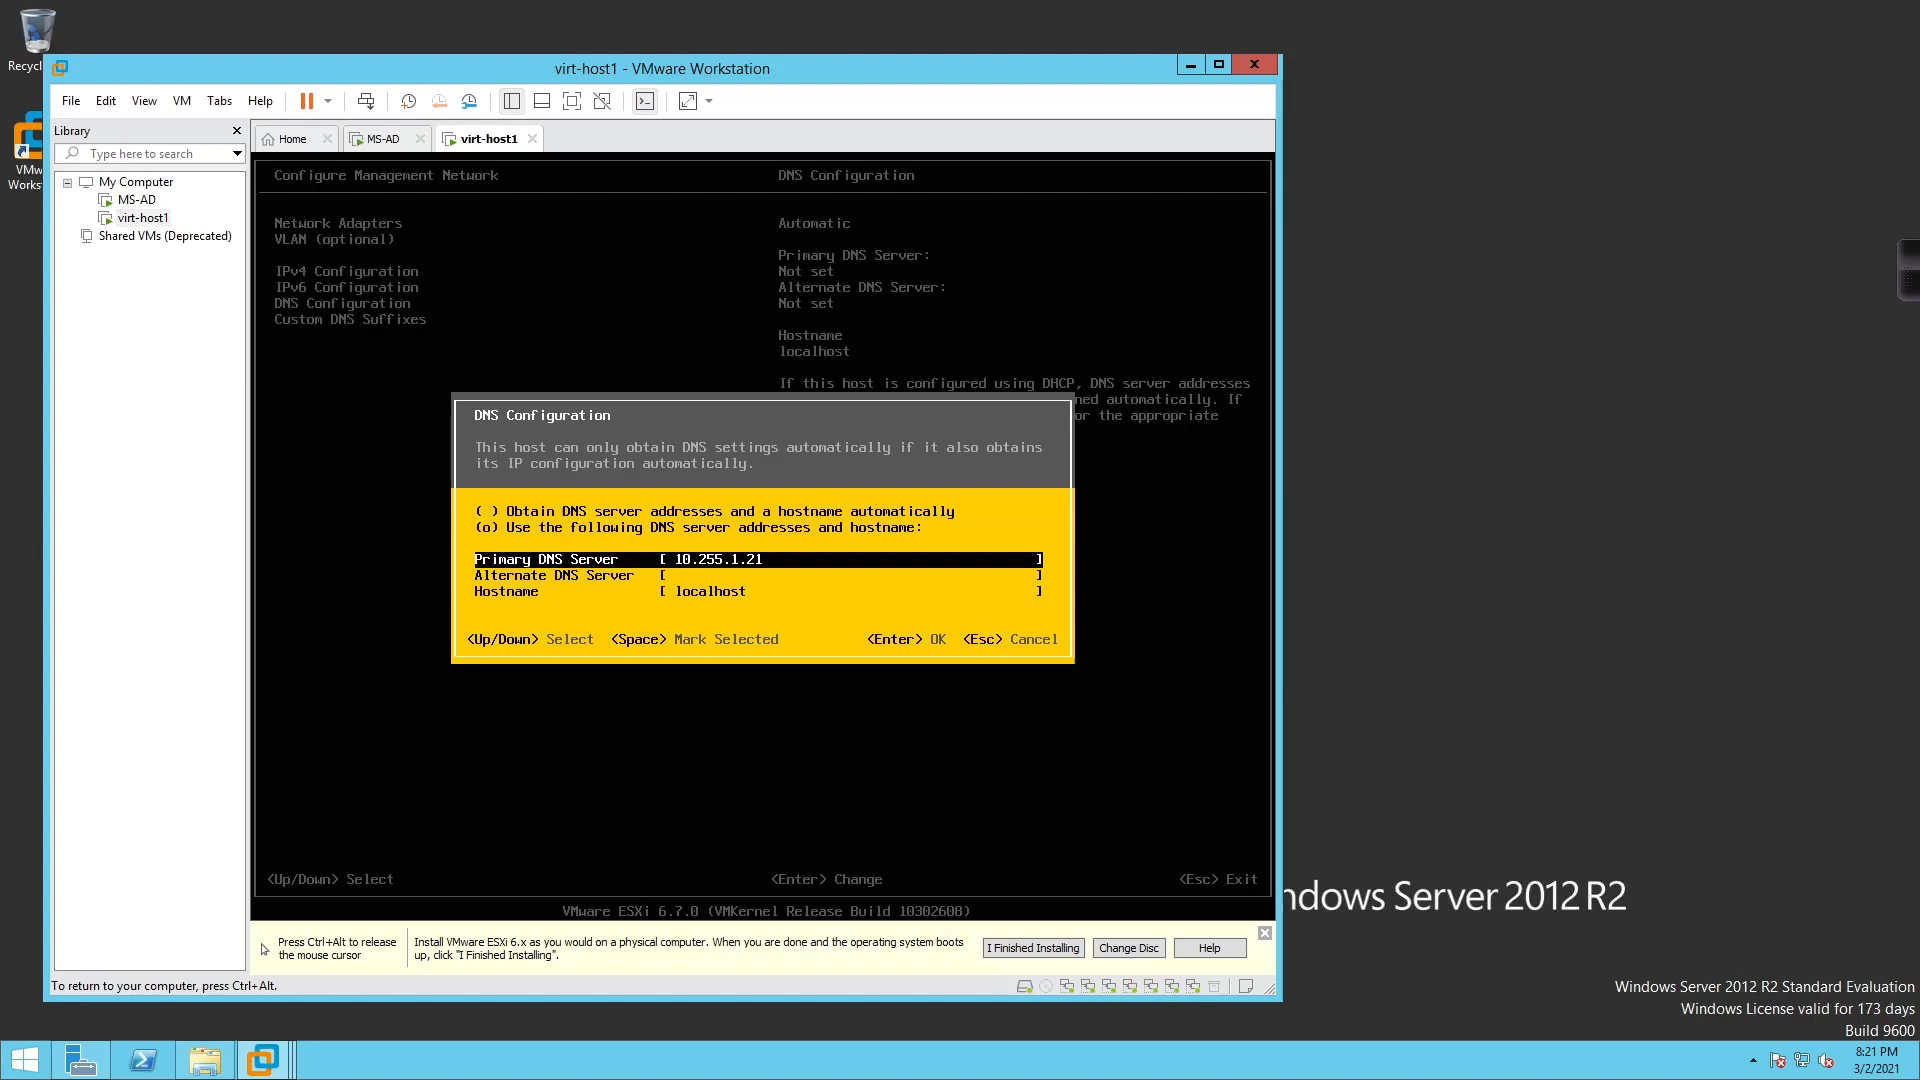 Recycl
virt-host1 - VMware Workstation
File Edit View VM Tabs Help
Library
Type here to search
Home
MS-AD
virt-host1
My Computer
MS-AD
virt-host1
Shared VMs (Deprecated)
VMw
Works
Configure Management Network
DNS Configuration
Network Adapters
VLAN (optional)
IPv4 Configuration
IPv6 Configuration
DNS Configuration
Custom DNS Suffixes
Automatic
Primary DNS Server:
Not set
Alternate DNS Server:
Not set
Hostname
localhost
If this host is configured using DHCP, DNS server addresses
ned automatically. If
or the appropriate
DNS Configuration
This host can only obtain DNS settings automatically if it also obtains
its IP configuration automatically.
( ) Obtain DNS server addresses and a hostname automatically
(o) Use the following DNS server addresses and hostname:
Primary DNS Server [ 10.255.1.21 ]
Alternate DNS Server [ ]
Hostname [ localhost ]
<Up/Down> Select <Space> Mark Selected <Enter> OK <Esc> Cancel
<Up/Down> Select <Enter> Change <Esc> Exit
VMware ESXi 6.7.0 (VMKernel Release Build 10302608)
Press Ctrl+Alt to release
the mouse cursor
Install VMware ESXi 6.x as you would on a physical computer. When you are done and the operating system boots
up, click "I Finished Installing".
I Finished Installing
Change Disc
Help
To return to your computer, press Ctrl+Alt.
ndows Server 2012 R2
Windows Server 2012 R2 Standard Evaluation
Windows License valid for 173 days
Build 9600
8:21 PM
3/2/2021